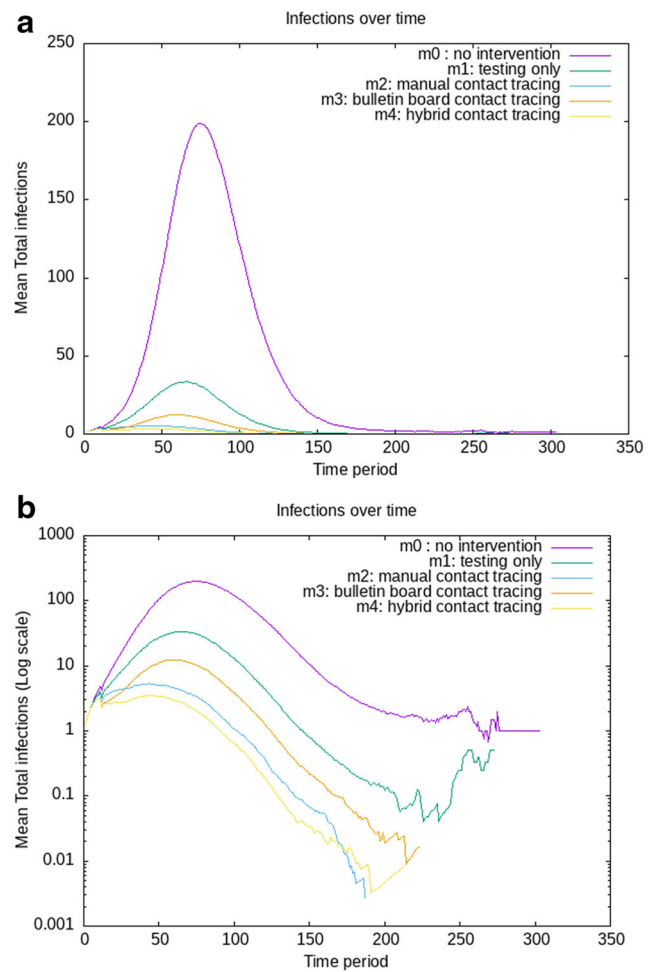 a
Infections over time
250
200
150
100
50
0
Mean Total infections
m0 : no intervention
m1: testing only
m2: manual contact tracing
m3: bulletin board contact tracing
m4: hybrid contact tracing
0 50 100 150 200 250 300 350
Time period
b
Infections over time
1000
100
10
1
0.1
0.01
0.001
Mean Total infections (Log scale)
m0 : no intervention
m1: testing only
m2: manual contact tracing
m3: bulletin board contact tracing
m4: hybrid contact tracing
0 50 100 150 200 250 300 350
Time period